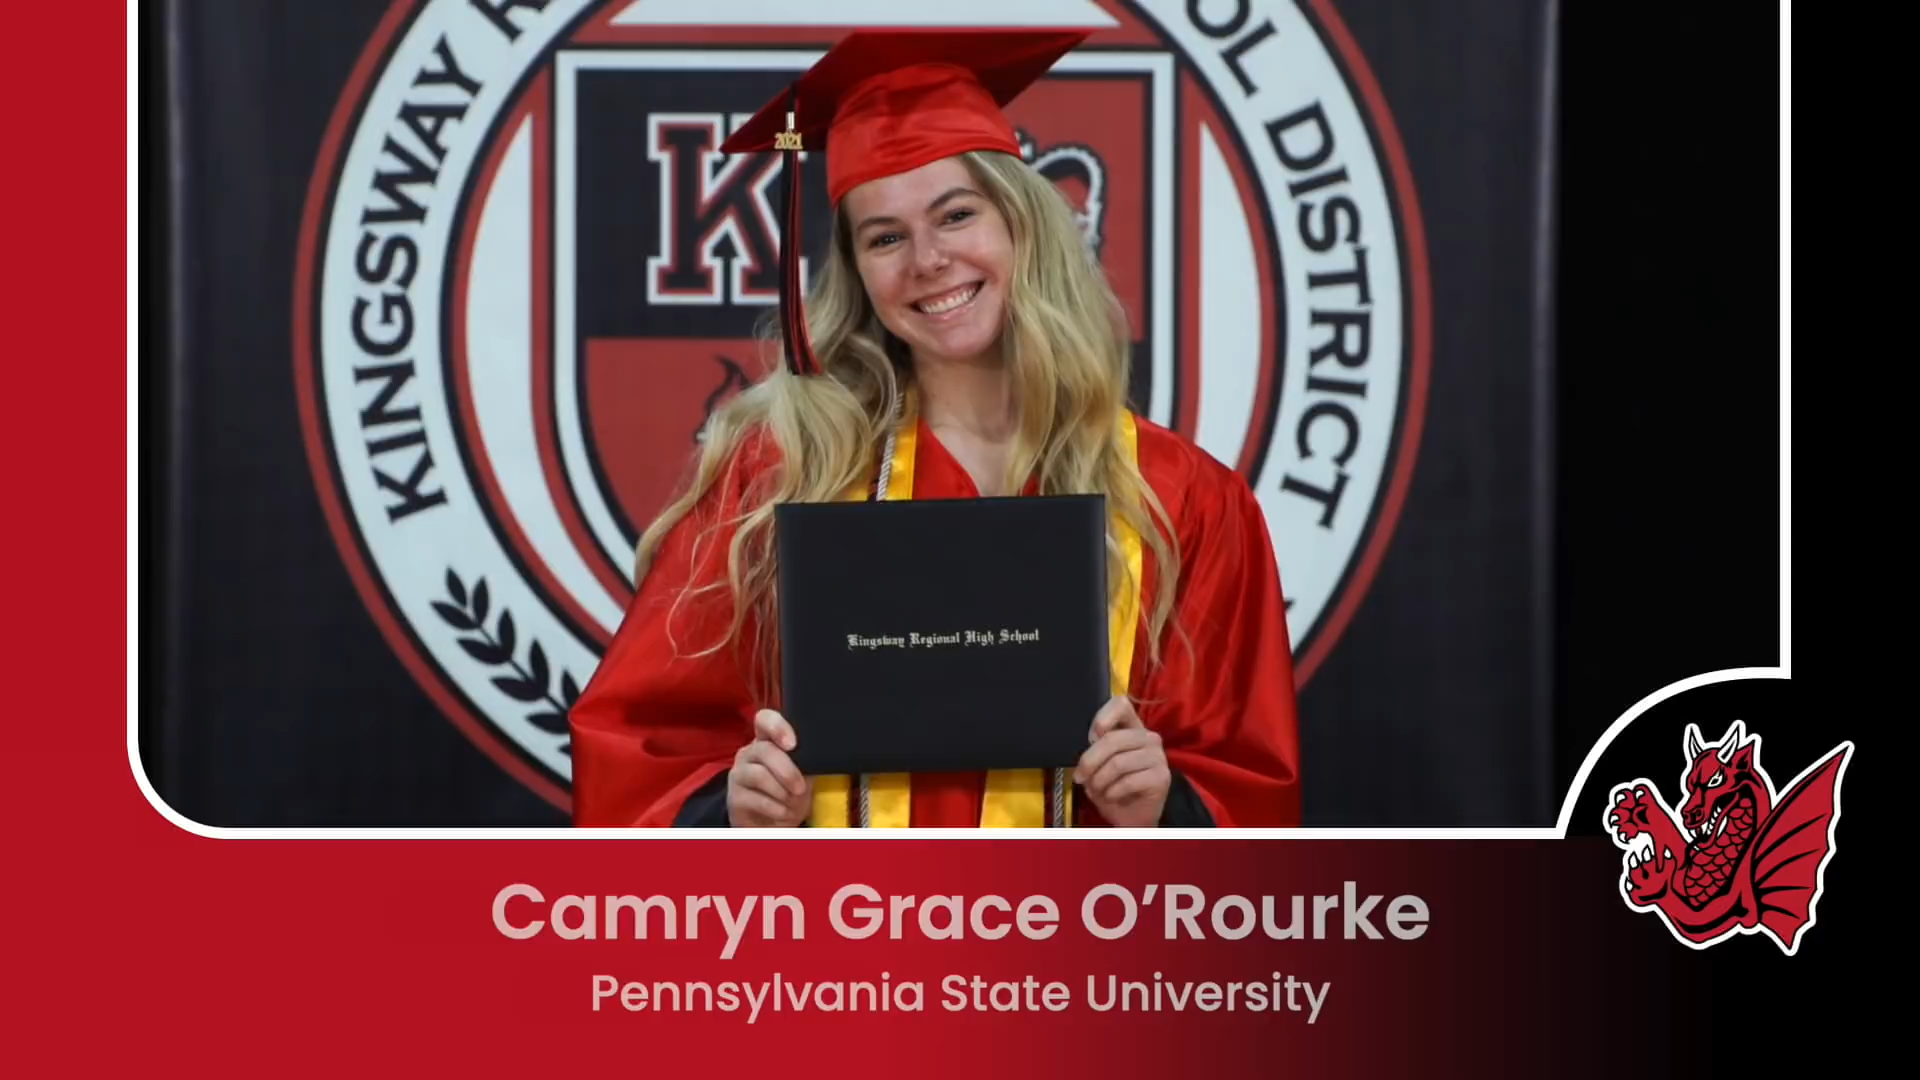 KINGSWAY R
OL DISTRICT
K
2021
Kingsway Regional High School
Camryn Grace O’Rourke
Pennsylvania State University